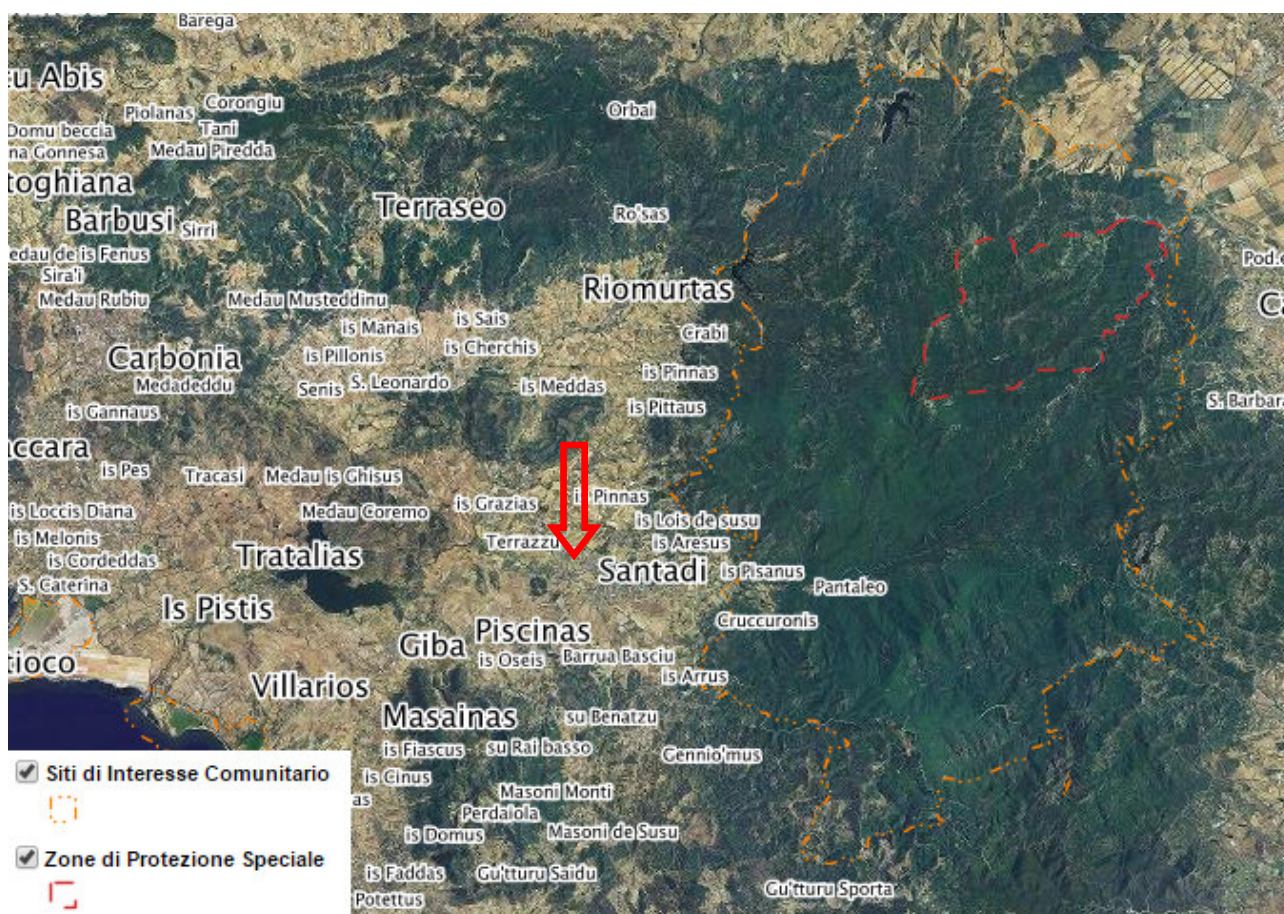 Barega
u Abis
Piolanas
Corongiu
Orbai
Domu beccia
Tani
na Gonnesa
Medau Piredda
toghiana
Terraseo
Barbusi
Sirri
Ro'sas
edau de is Fenus
Sira'i
Pod.e
Medau Rubiu
Medau Musteddinu
Riomurtas
C
is Manais
is Sais
Crabi
Carbonia
is Pillonis
is Cherchis
Medadeddu
Senis
S. Leonardo
is Meddas
is Pinnas
is Gannaus
is Pittaus
S. Barbara
accara
is Pes
Tracasi
Medau is Ghisus
is Loccis Diana
Medau Coremo
is Grazias
is Pinnas
is Melonis
is Lois de susu
is Cordeddas
Tratalias
Terrazzu
is Aresus
S. Caterina
Santadi
is Pisanus
Pantaleo
Is Pistis
Cruccuronis
Giba
Piscinas
tioco
is Oseis
Barrua Basciu
is Arrus
Villarios
Masainas
su Benatzu
is Fiascus
su Rai basso
Gennio'mus
Siti di Interesse Comunitario
is Cinus
as
Masoni Monti
Perdaiola
is Domus
Masoni de Susu
Zone di Protezione Speciale
is Faddas
Gu'tturu Saidu
Gu'tturu Sporta
Potettus